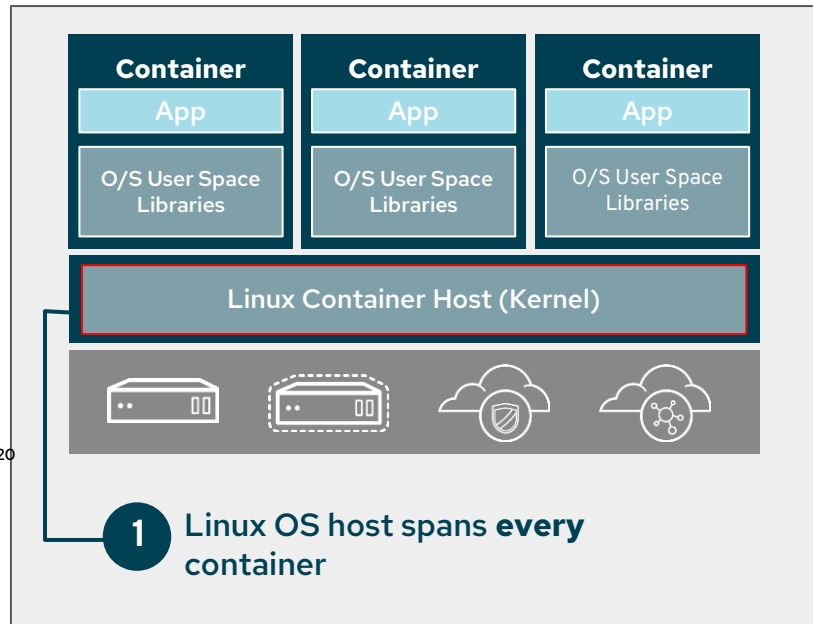 Container
App
O/S User Space
Libraries
Container
App
O/S User Space
Libraries
Container
App
O/S User Space
Libraries
Linux Container Host (Kernel)
20
1
Linux OS host spans every
container